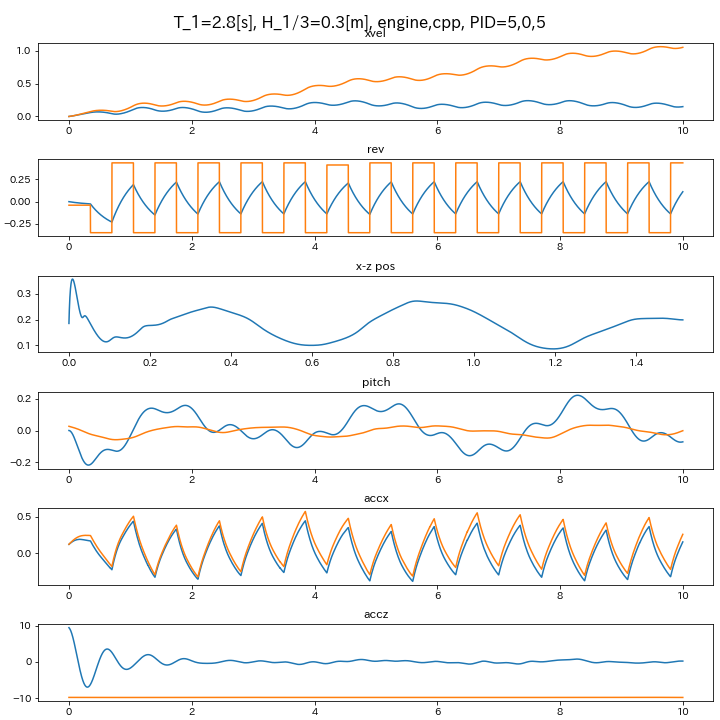 T_1=2.8[s], H_1/3=0.3[m], engine,cpp, PID=5,0,5
xvel
1.0
0.5
0.0
0 2 4 6 8 10
rev
0.25
0.00
−0.25
0 2 4 6 8 10
x-z pos
0.3
0.2
0.1
0.0 0.2 0.4 0.6 0.8 1.0 1.2 1.4
pitch
0.2
0.0
−0.2
0 2 4 6 8 10
accx
0.5
0.0
0 2 4 6 8 10
accz
10
0
−10
0 2 4 6 8 10